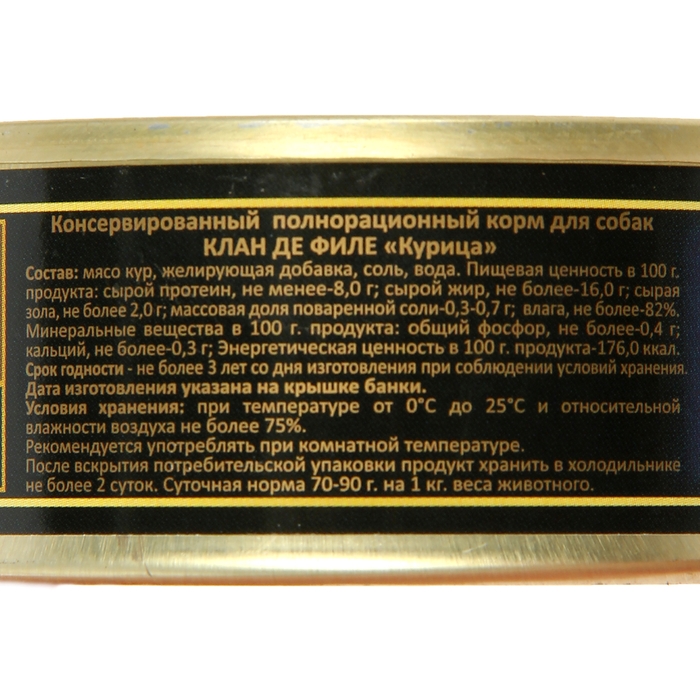 Консервированный полнорационный корм для собак
КЛАН ДЕ ФИЛЕ «Курица»
Состав: мясо кур, желирующая добавка, соль, вода. Пищевая ценность в 100 г.
продукта: сырой протеин, не менее-8,0 г; сырой жир, не более-16,0 г; сырая
зола, не более 2,0 г; массовая доля поваренной соли-0,3-0,7 г; влага, не более-82%.
Минеральные вещества в 100 г. продукта: общий фосфор, не более-0,4 г;
кальций, не более-0,3 г; Энергетическая ценность в 100 г. продукта-176,0 ккал.
Срок годности - не более 3 лет со дня изготовления при соблюдении условий хранения.
Дата изготовления указана на крышке банки.
Условия хранения: при температуре от 0°С до 25°С и относительной
влажности воздуха не более 75%.
Рекомендуется употреблять при комнатной температуре.
После вскрытия потребительской упаковки продукт хранить в холодильнике
не более 2 суток. Суточная норма 70-90 г. на 1 кг. веса животного.